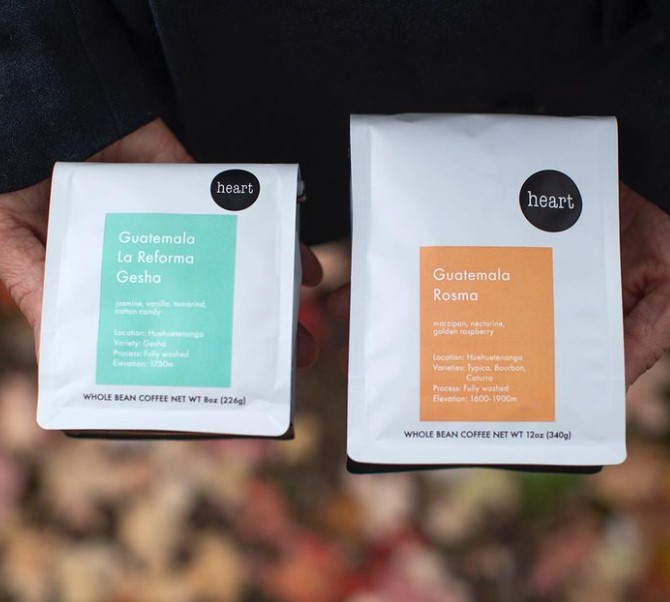 heart
Guatemala
La Reforma
Gesha
jasmine, vanilla, tamarind,
cotton candy
Location: Huehuetenango
Variety: Gesha
Process: Fully washed
Elevation: 1750m
WHOLE BEAN COFFEE NET WT 8oz (226g)
heart
Guatemala
Rosma
marzipan, nectarine,
golden raspberry
Location: Huehuetenango
Varieties: Typica, Bourbon,
Caturra
Process: Fully washed
Elevation: 1600-1900m
WHOLE BEAN COFFEE NET WT 12oz (340g)